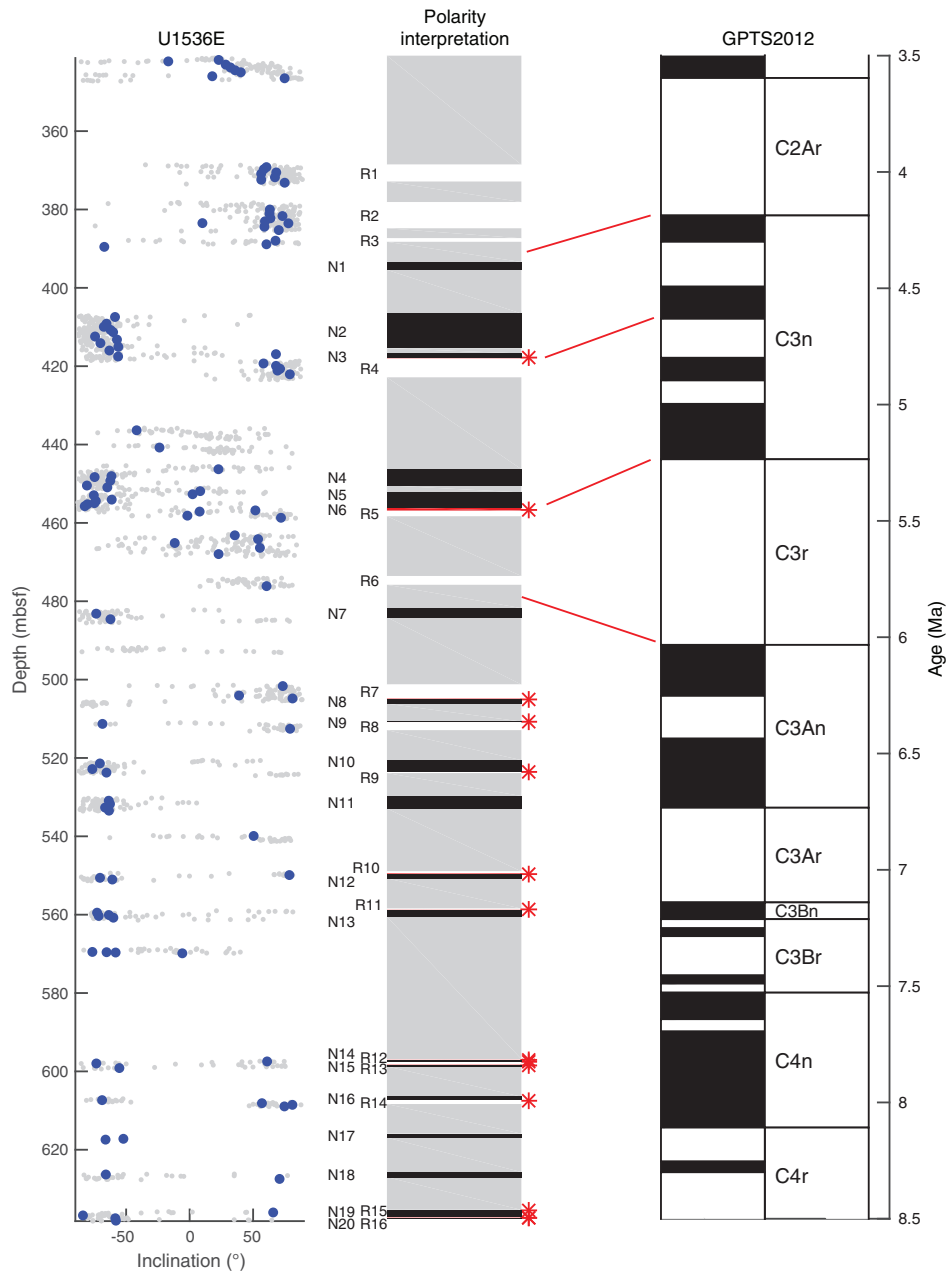 U1536E
Polarity
interpretation
GPTS2012
Depth (mbsf)
360
380
400
420
440
460
480
500
520
540
560
580
600
620
-50
0
50
Inclination (°)
R1
R2
R3
N1
N2
N3
R4
N4
N5
N6
R5
R6
N7
R7
N8
N9
R8
N10
R9
N11
R10
N12
R11
N13
N14 R12
N15 R13
N16 R14
N17
N18
N19 R15
N20 R16
C2Ar
C3n
C3r
C3An
C3Ar
C3Bn
C3Br
C4n
C4r
3.5
4
4.5
5
5.5
6
6.5
7
7.5
8
8.5
Age (Ma)